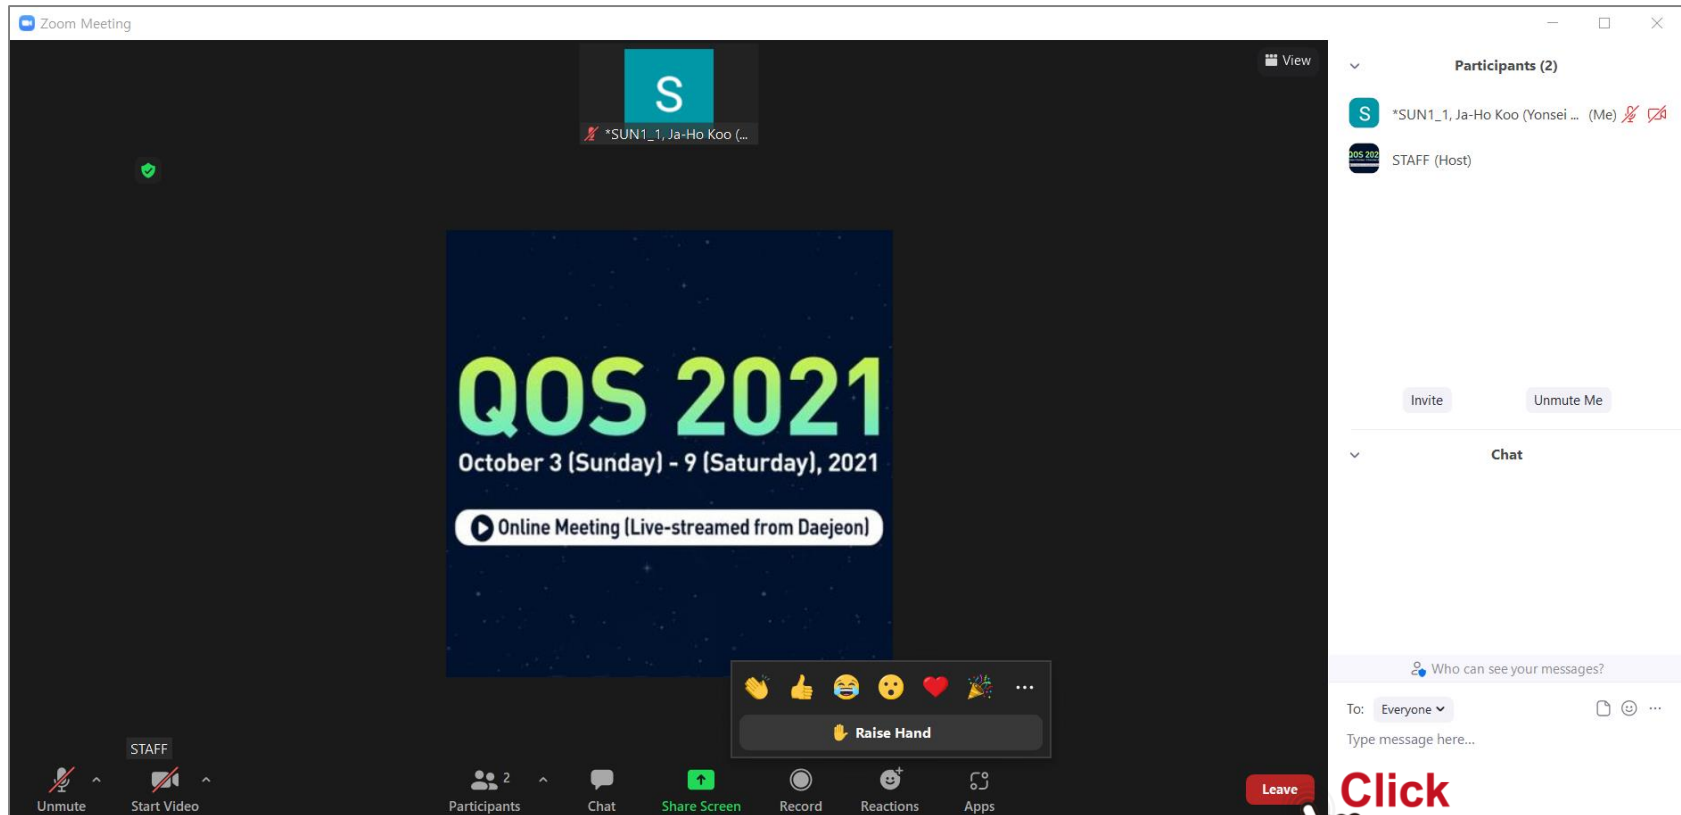 Zoom Meeting
View
S
*SUN1_1, Ja-Ho Koo (...
QOS 2021
October 3 (Sunday) - 9 (Saturday), 2021
Online Meeting (Live-streamed from Daejeon)
Raise Hand
STAFF
Unmute
Start Video
2
Participants
Chat
Share Screen
Record
Reactions
Apps
Leave
Participants (2)
S *SUN1_1, Ja-Ho Koo (Yonsei ... (Me)
QOS 202 STAFF (Host)
Invite Unmute Me
Chat
Who can see your messages?
To: Everyone
Type message here...
Click